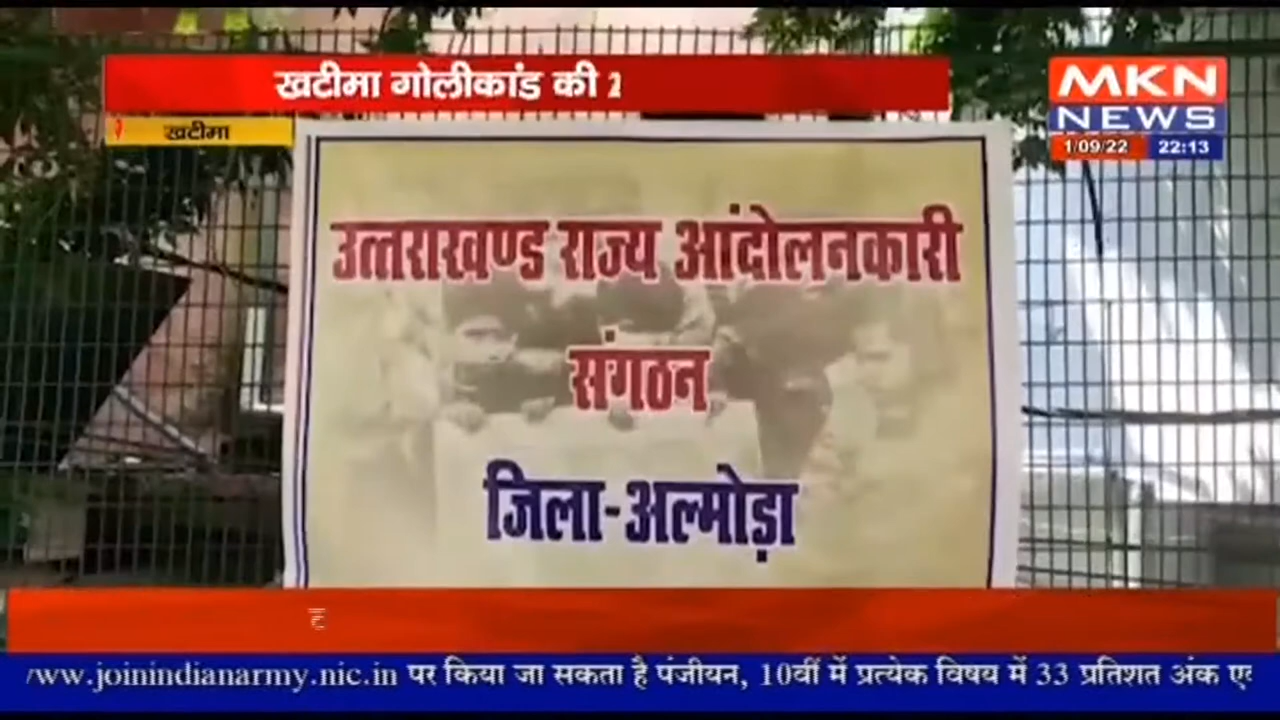 खटीमा गोलीकांड की 2
खटीमा
MKN
NEWS
1/09/22 22:13
उत्तराखण्ड राज्य आंदोलनकारी
संगठन
जिला-अल्मोड़ा
www.joinindianarmy.nic.in पर किया जा सकता है पंजीयन, 10वीं में प्रत्येक विषय में 33 प्रतिशत अंक